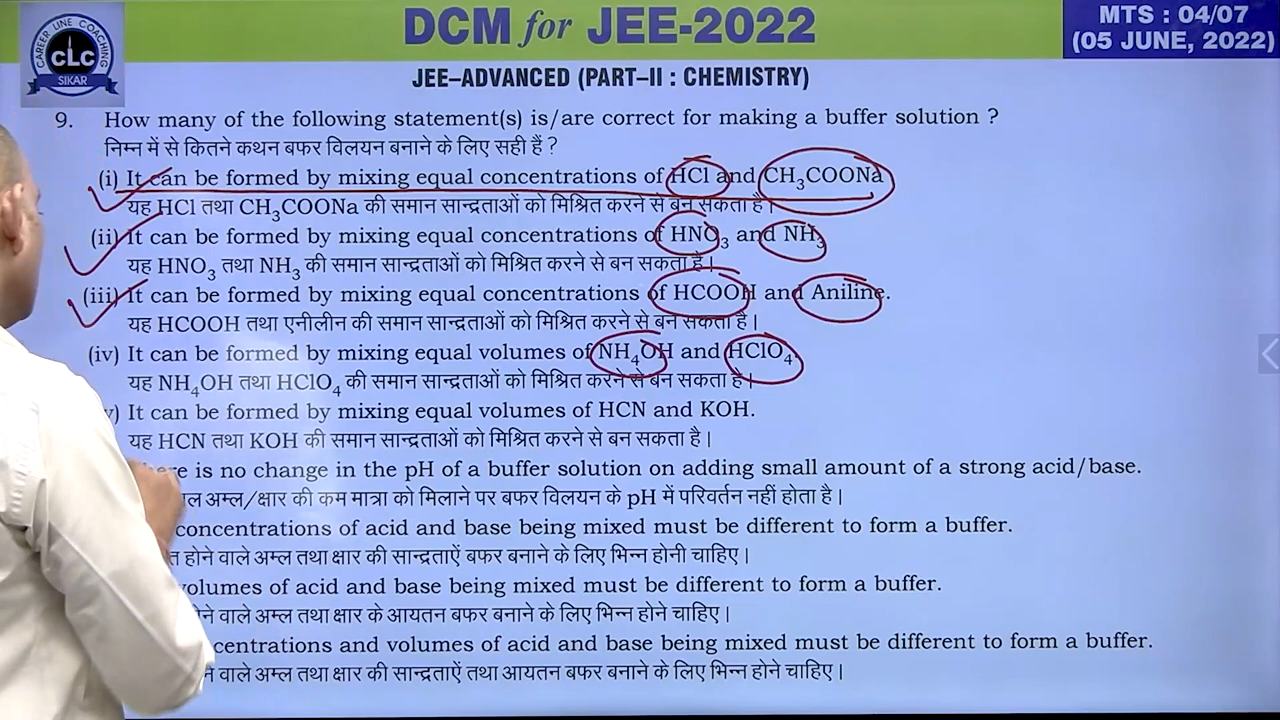 CAREER LINE COACHING
CLC
SIKAR
DCM for JEE-2022
MTS : 04/07
(05 JUNE, 2022)
JEE–ADVANCED (PART–II : CHEMISTRY)
9. How many of the following statement(s) is/are correct for making a buffer solution ?
निम्न में से कितने कथन बफर विलयन बनाने के लिए सही हैं ?
(i) It can be formed by mixing equal concentrations of HCl and CH₃COONa
यह HCl तथा CH₃COONa की समान सान्द्रताओं को मिश्रित करने से बन सकता है।
(ii) It can be formed by mixing equal concentrations of HNO₃ and NH₃
यह HNO₃ तथा NH₃ की समान सान्द्रताओं को मिश्रित करने से बन सकता है।
(iii) It can be formed by mixing equal concentrations of HCOOH and Aniline.
यह HCOOH तथा एनीलीन की समान सान्द्रताओं को मिश्रित करने से बन सकता है।
(iv) It can be formed by mixing equal volumes of NH₄OH and HClO₄.
यह NH₄OH तथा HClO₄ की समान सान्द्रताओं को मिश्रित करने से बन सकता है।
v) It can be formed by mixing equal volumes of HCN and KOH.
यह HCN तथा KOH की समान सान्द्रताओं को मिश्रित करने से बन सकता है।
is no change in the pH of a buffer solution on adding small amount of a strong acid/base.
अम्ल/क्षार की कम मात्रा को मिलाने पर बफर विलयन के pH में परिवर्तन नहीं होता है।
concentrations of acid and base being mixed must be different to form a buffer.
होने वाले अम्ल तथा क्षार की सान्द्रताऐं बफर बनाने के लिए भिन्न होनी चाहिए।
volumes of acid and base being mixed must be different to form a buffer.
वाले अम्ल तथा क्षार के आयतन बफर बनाने के लिए भिन्न होने चाहिए।
and volumes of acid and base being mixed must be different to form a buffer.
वाले अम्ल तथा क्षार की सान्द्रताऐं तथा आयतन बफर बनाने के लिए भिन्न होने चाहिए।